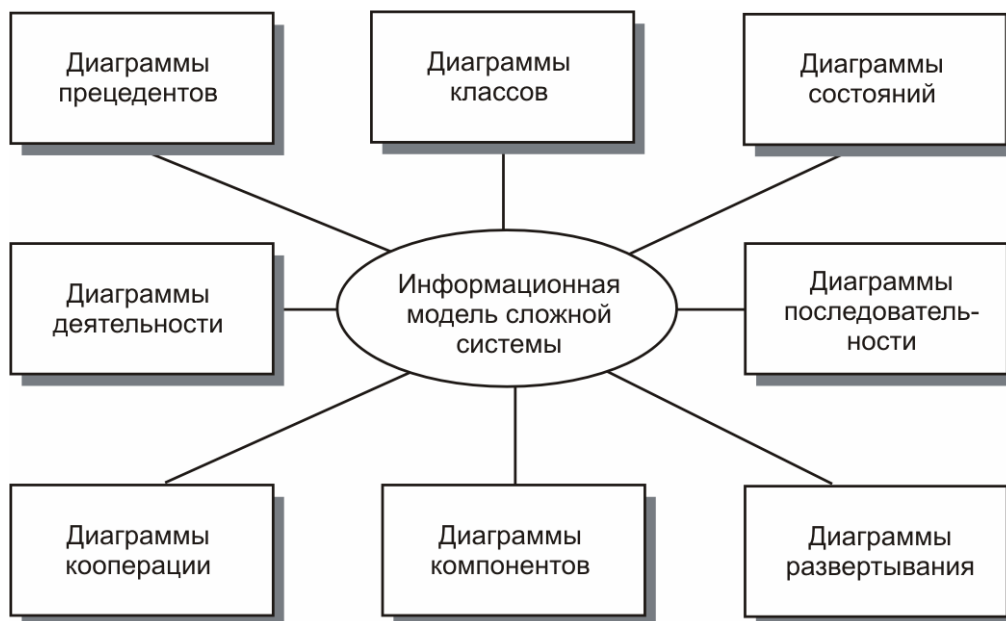 Диаграммы
прецедентов
Диаграммы
классов
Диаграммы
состояний
Диаграммы
деятельности
Информационная
модель сложной
системы
Диаграммы
последователь-
ности
Диаграммы
кооперации
Диаграммы
компонентов
Диаграммы
развертывания